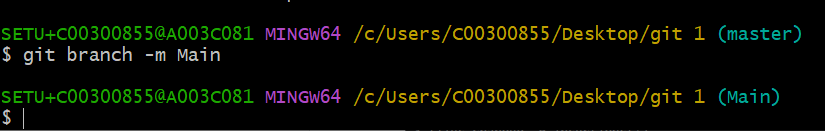 SETU+C00300855@A003C081 MINGW64 /c/Users/C00300855/Desktop/git 1 (master)
$ git branch -m Main
SETU+C00300855@A003C081 MINGW64 /c/Users/C00300855/Desktop/git 1 (Main)
$